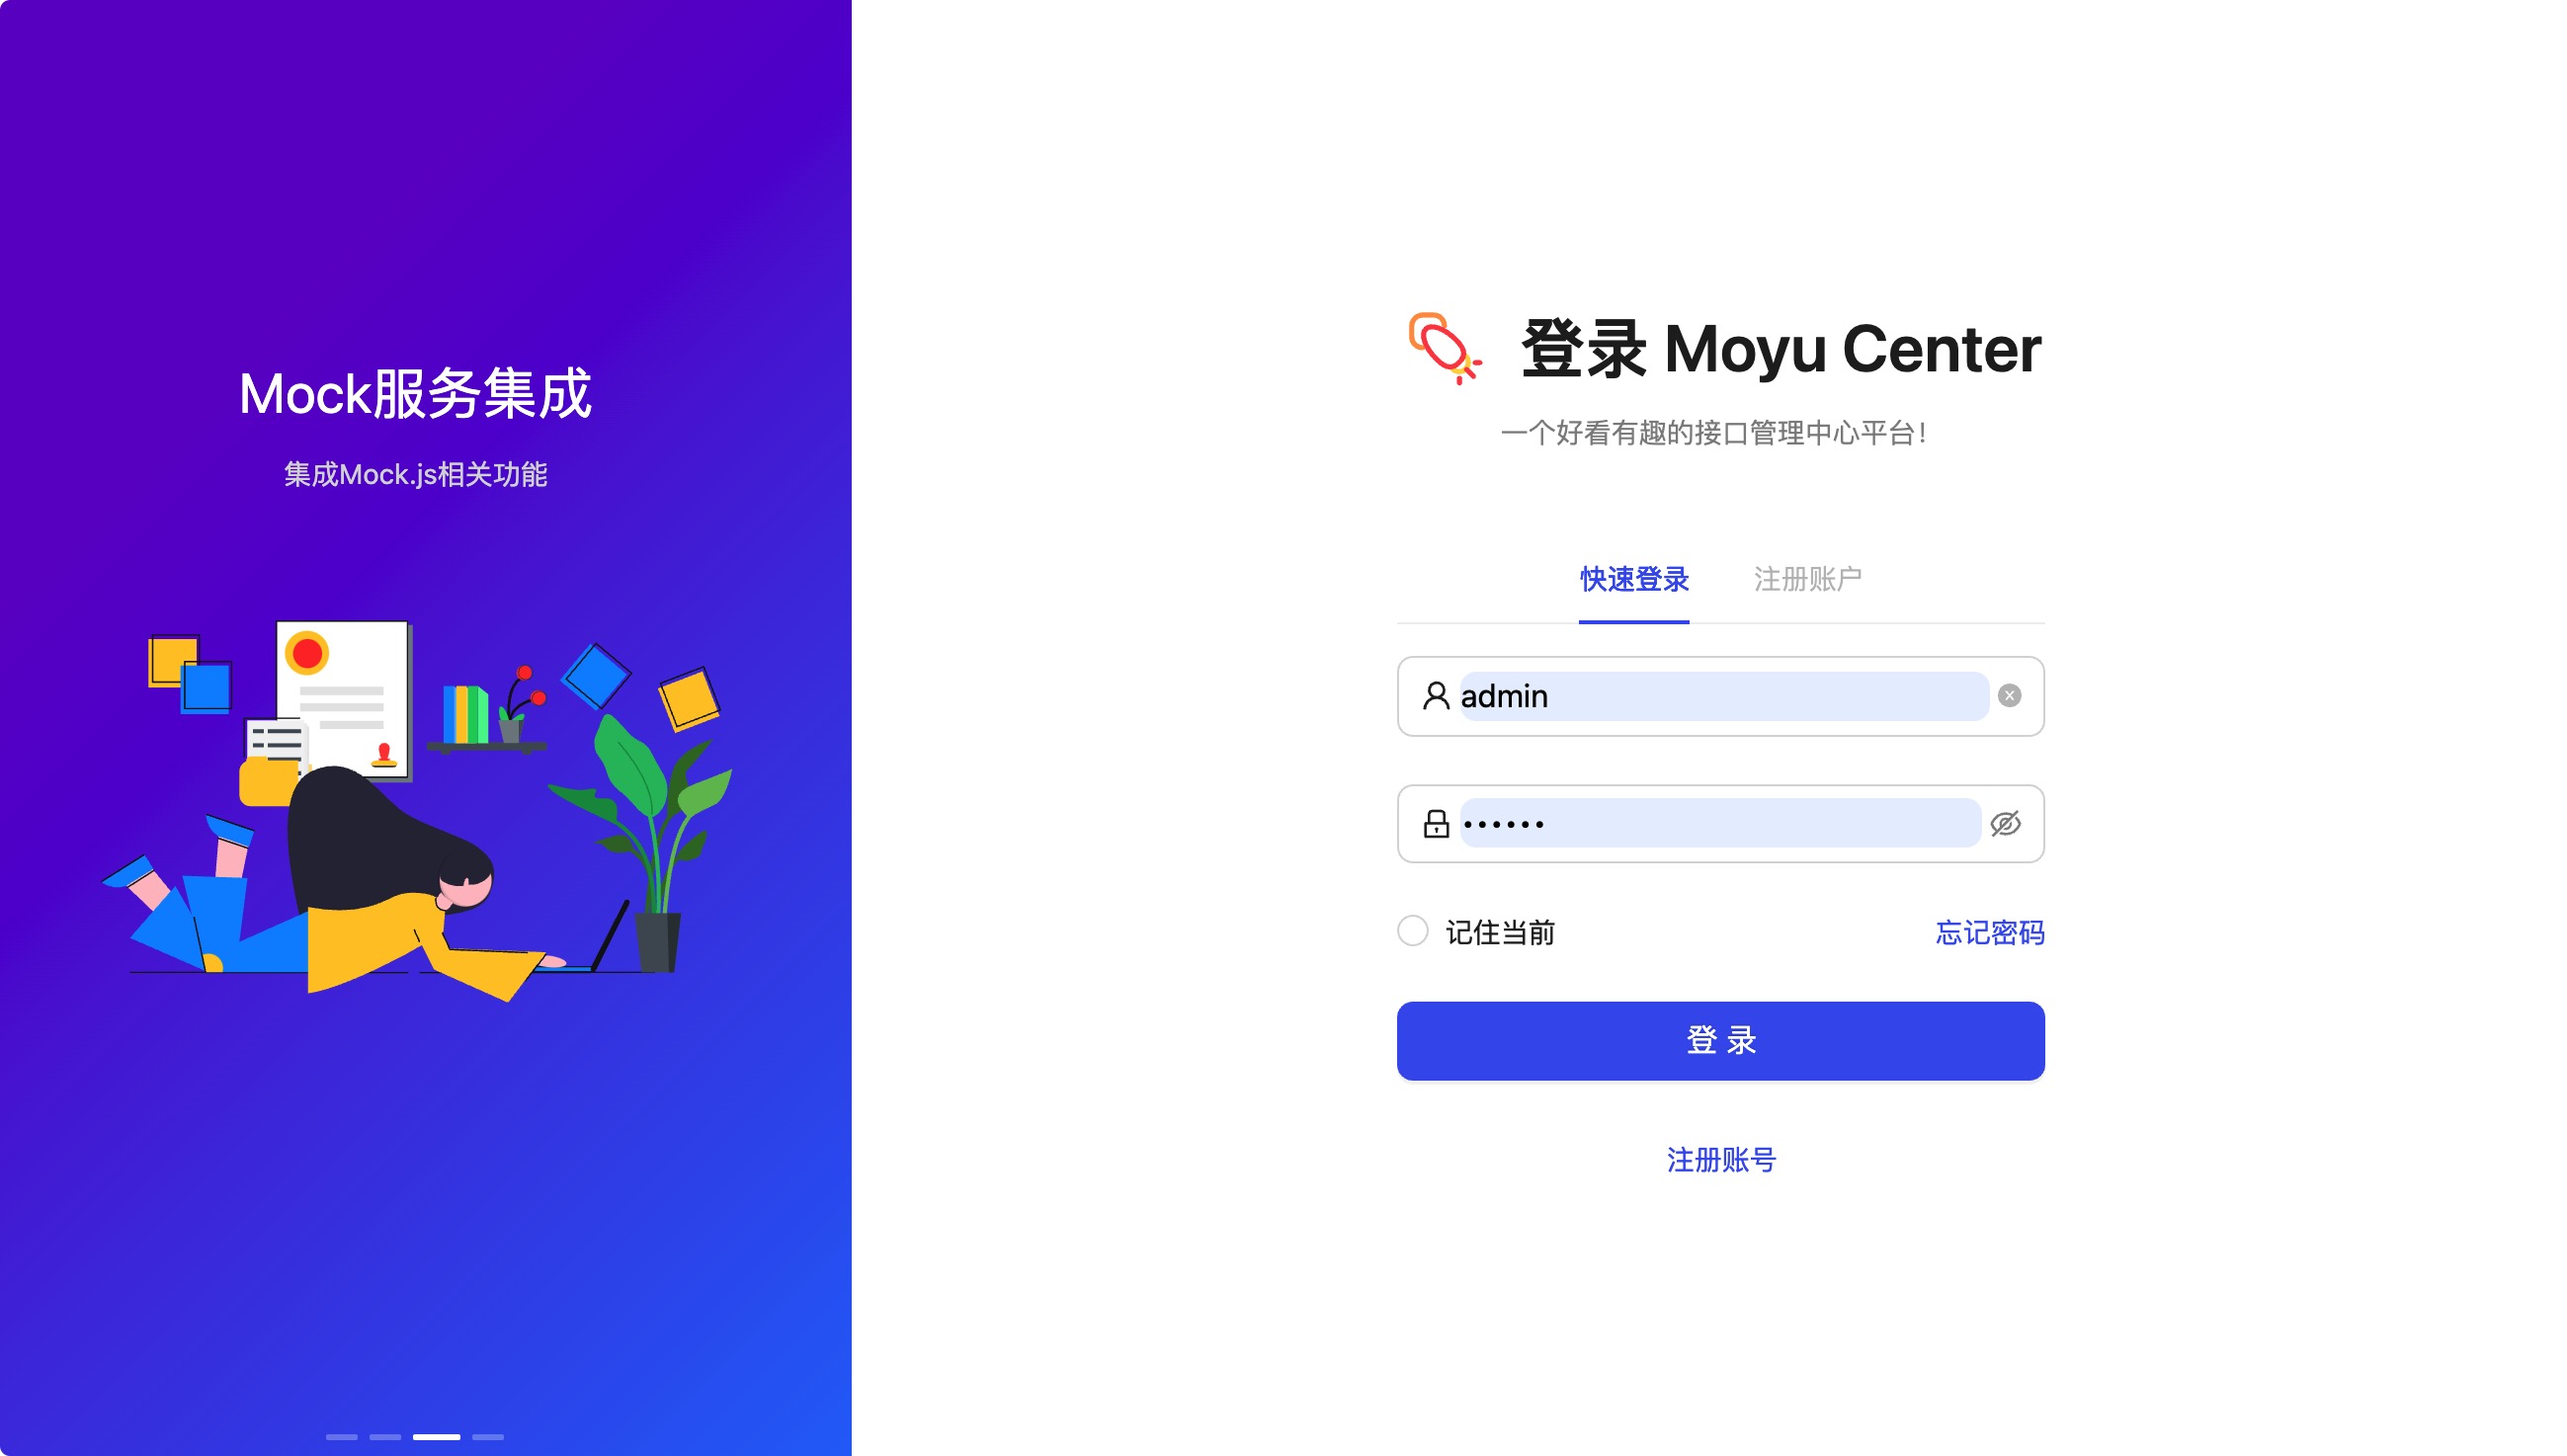 Mock服务集成
集成Mock.js相关功能
登录 Moyu Center
一个好看有趣的接口管理中心平台！
快速登录
注册账户
admin
••••••
记住当前
忘记密码
登 录
注册账号